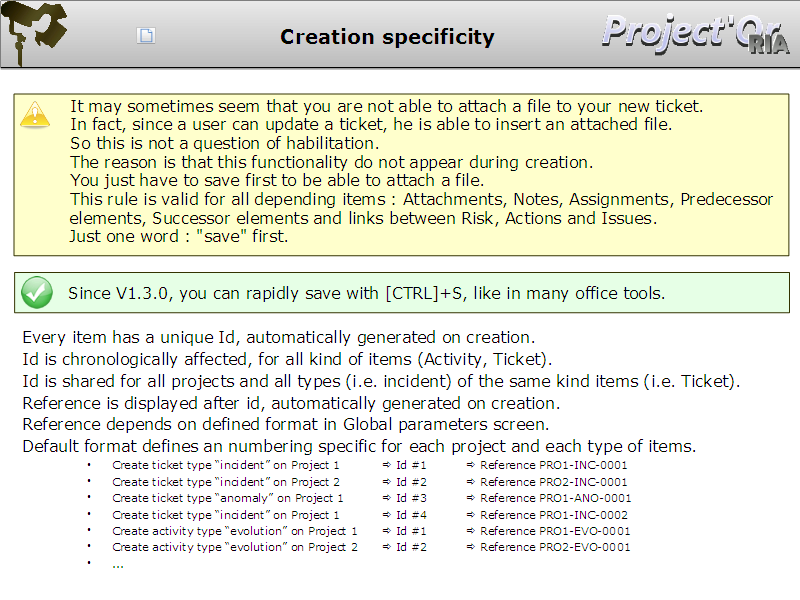 Creation specificity
Project'Or
RIA
It may sometimes seem that you are not able to attach a file to your new ticket.
In fact, since a user can update a ticket, he is able to insert an attached file.
So this is not a question of habilitation.
The reason is that this functionality do not appear during creation.
You just have to save first to be able to attach a file.
This rule is valid for all depending items : Attachments, Notes, Assignments, Predecessor
elements, Successor elements and links between Risk, Actions and Issues.
Just one word : "save" first.
Since V1.3.0, you can rapidly save with [CTRL]+S, like in many office tools.
Every item has a unique Id, automatically generated on creation.
Id is chronologically affected, for all kind of items (Activity, Ticket).
Id is shared for all projects and all types (i.e. incident) of the same kind items (i.e. Ticket).
Reference is displayed after id, automatically generated on creation.
Reference depends on defined format in Global parameters screen.
Default format defines an numbering specific for each project and each type of items.
• Create ticket type “incident” on Project 1 ⇨ Id #1 ⇨ Reference PRO1-INC-0001
• Create ticket type “incident” on Project 2 ⇨ Id #2 ⇨ Reference PRO2-INC-0001
• Create ticket type “anomaly” on Project 1 ⇨ Id #3 ⇨ Reference PRO1-ANO-0001
• Create ticket type “incident” on Project 1 ⇨ Id #4 ⇨ Reference PRO1-INC-0002
• Create activity type “evolution” on Project 1 ⇨ Id #1 ⇨ Reference PRO1-EVO-0001
• Create activity type “evolution” on Project 2 ⇨ Id #2 ⇨ Reference PRO2-EVO-0001
• ...